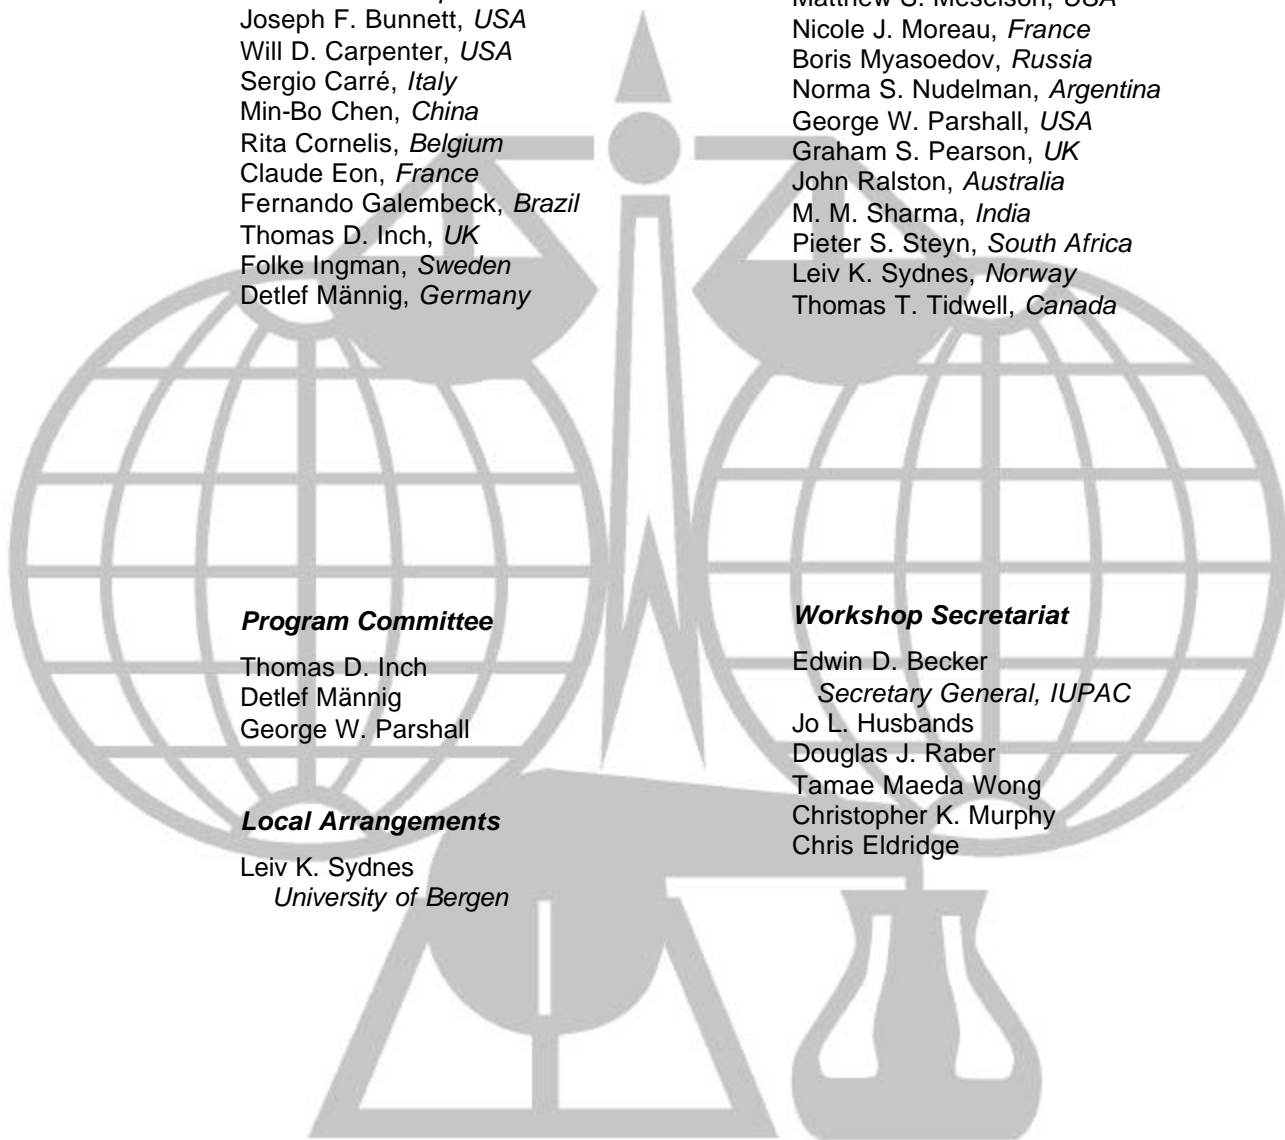 Joseph F. Bunnett, USA
Will D. Carpenter, USA
Sergio Carré, Italy
Min-Bo Chen, China
Rita Cornelis, Belgium
Claude Eon, France
Fernando Galembeck, Brazil
Thomas D. Inch, UK
Folke Ingman, Sweden
Detlef Männig, Germany
Matthew S. Meselson, USA
Nicole J. Moreau, France
Boris Myasoedov, Russia
Norma S. Nudelman, Argentina
George W. Parshall, USA
Graham S. Pearson, UK
John Ralston, Australia
M. M. Sharma, India
Pieter S. Steyn, South Africa
Leiv K. Sydnes, Norway
Thomas T. Tidwell, Canada
Program Committee
Thomas D. Inch
Detlef Männig
George W. Parshall
Local Arrangements
Leiv K. Sydnes
University of Bergen
Workshop Secretariat
Edwin D. Becker
Secretary General, IUPAC
Jo L. Husbands
Douglas J. Raber
Tamae Maeda Wong
Christopher K. Murphy
Chris Eldridge